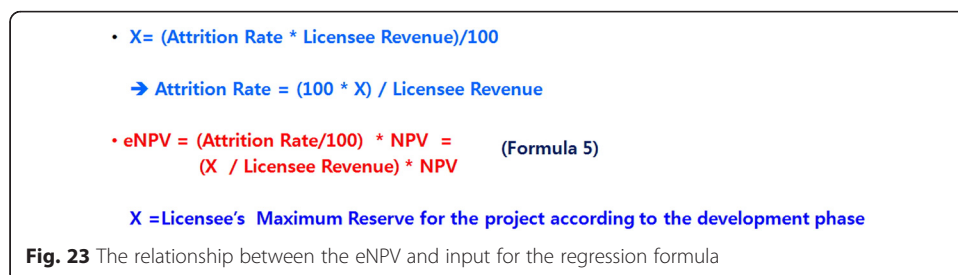 • X= (Attrition Rate * Licensee Revenue)/100
➔ Attrition Rate = (100 * X) / Licensee Revenue
• eNPV = (Attrition Rate/100) * NPV =
(X / Licensee Revenue) * NPV
(Formula 5)
X =Licensee's Maximum Reserve for the project according to the development phase
Fig. 23 The relationship between the eNPV and input for the regression formula